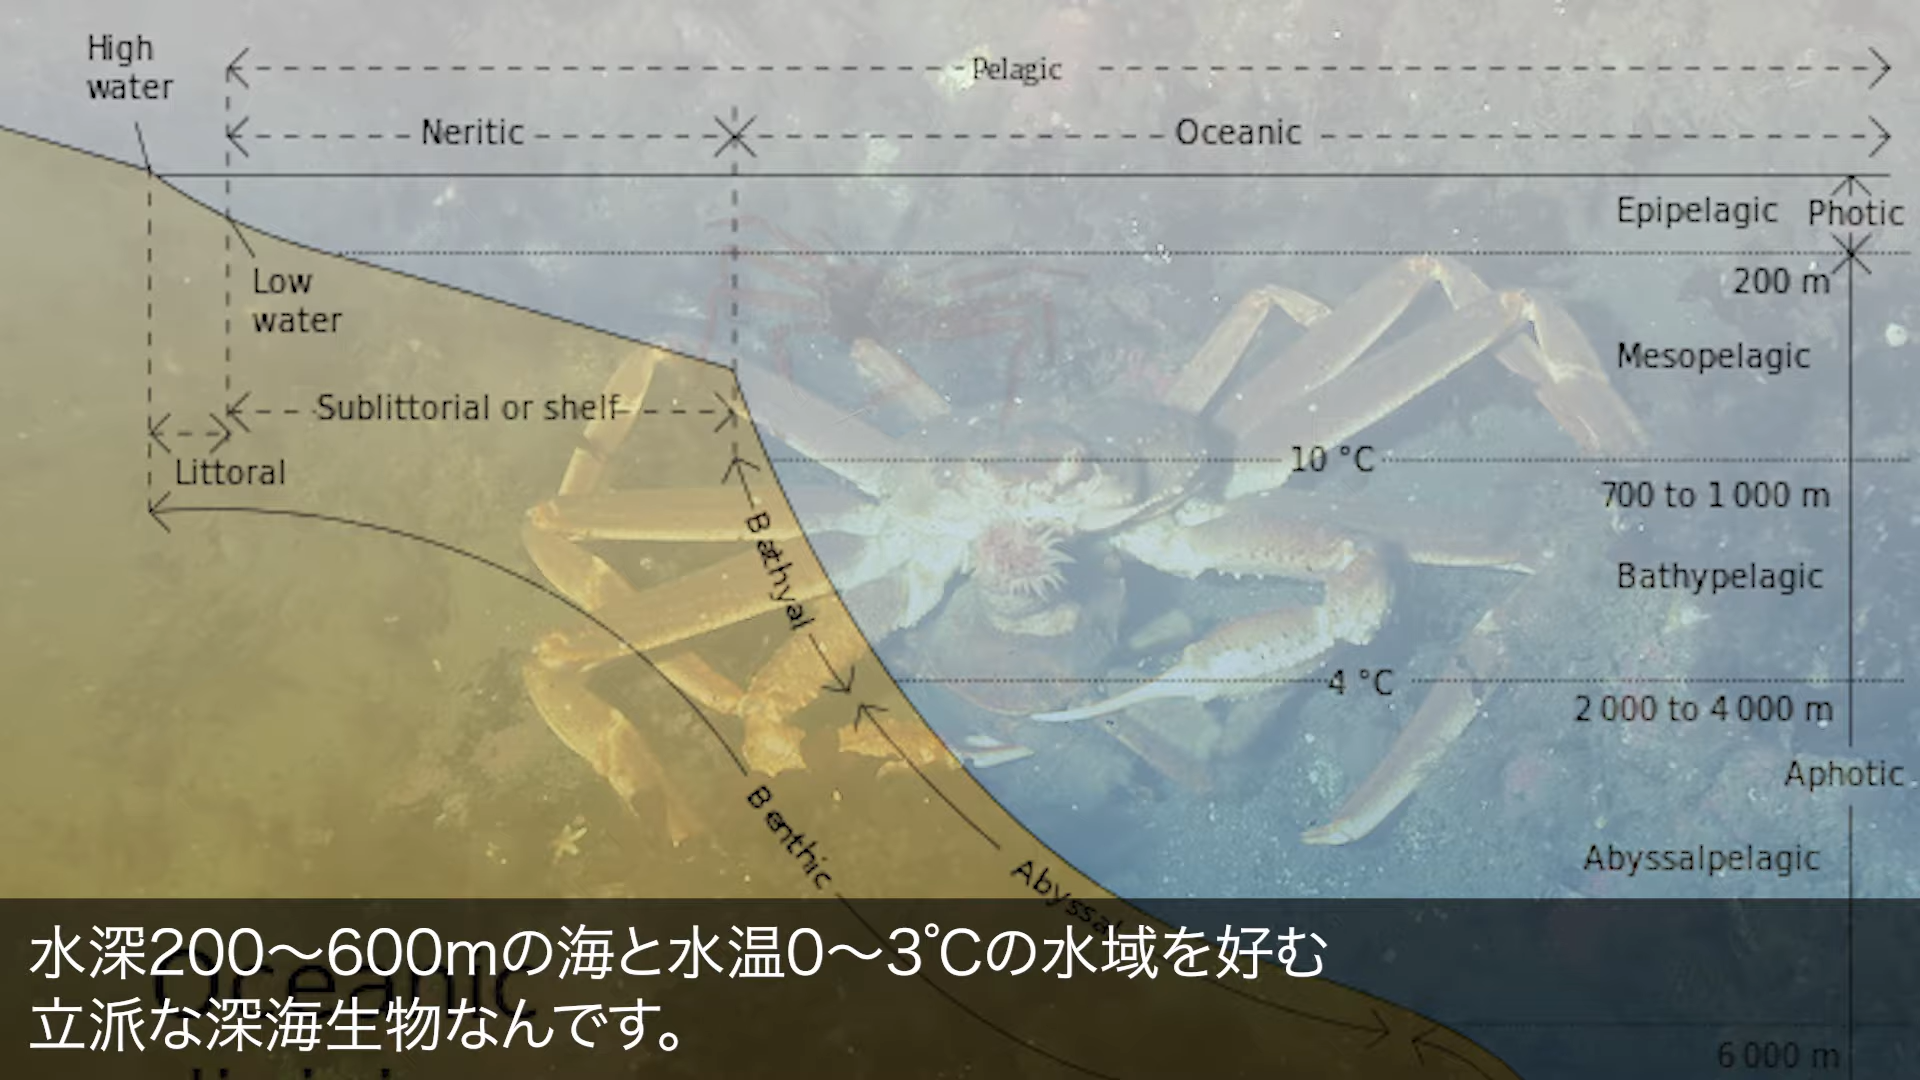 High
water
Pelagic
Neritic
Oceanic
Epipelagic
Photic
Low
water
200 m
Mesopelagic
Sublittorial or shelf
Littoral
10 °C
700 to 1 000 m
Bathyal
Bathypelagic
4 °C
2 000 to 4 000 m
Aphotic
Benthic
Abyssal
Abyssalpelagic
水深200～600mの海と水温0～3℃の水域を好む
Oceanic
立派な深海生物なんです。
6 000 m